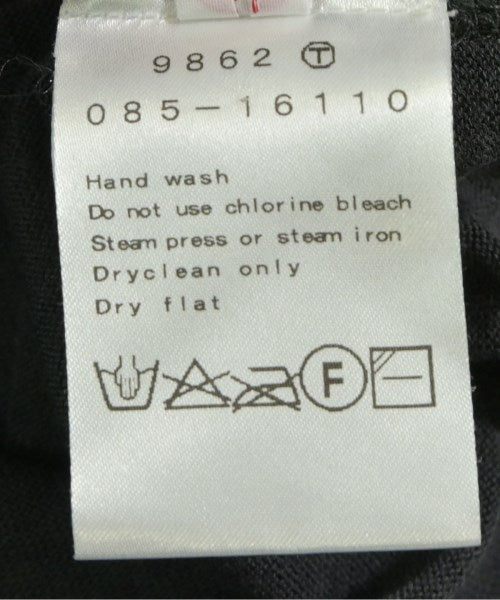 9862 Ⓣ
085-16110
Hand wash
Do not use chlorine bleach
Steam press or steam iron
Dryclean only
Dry flat
F